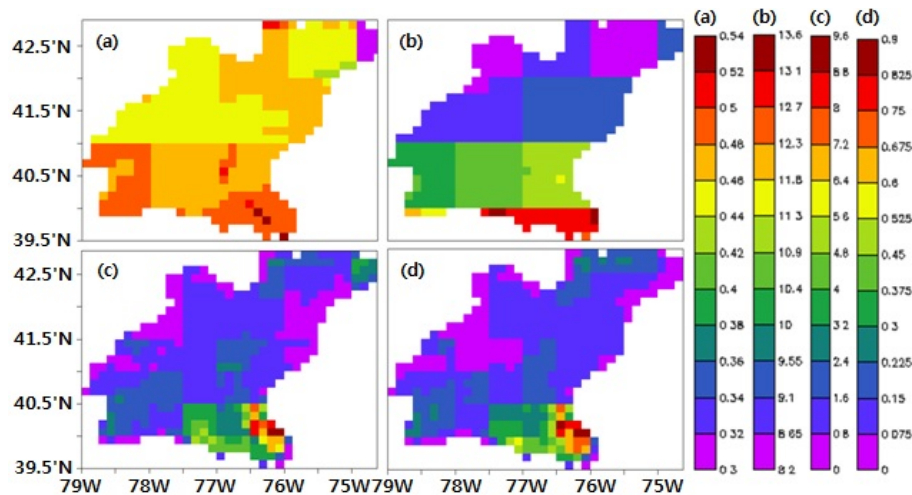 (a) (b)
42.5°N
41.5°N
40.5°N
39.5°N
(c) (d)
42.5°N
41.5°N
40.5°N
39.5°N
79W 78W 77W 76W 75W 79W 78W 77W 76W 75W
(a) (b) (c) (d)
0.54 13.6 9.6 0.9
0.52 13.1 8.8 0.825
0.5 12.7 8 0.75
0.48 12.2 7.2 0.675
0.46 11.8 6.4 0.6
0.44 11.3 5.6 0.525
0.42 10.9 4.8 0.45
0.4 10.4 4 0.375
0.38 10 3.2 0.3
0.36 9.55 2.4 0.225
0.34 9.1 1.6 0.15
0.32 8.65 0.8 0.075
0.3 8.2 0 0